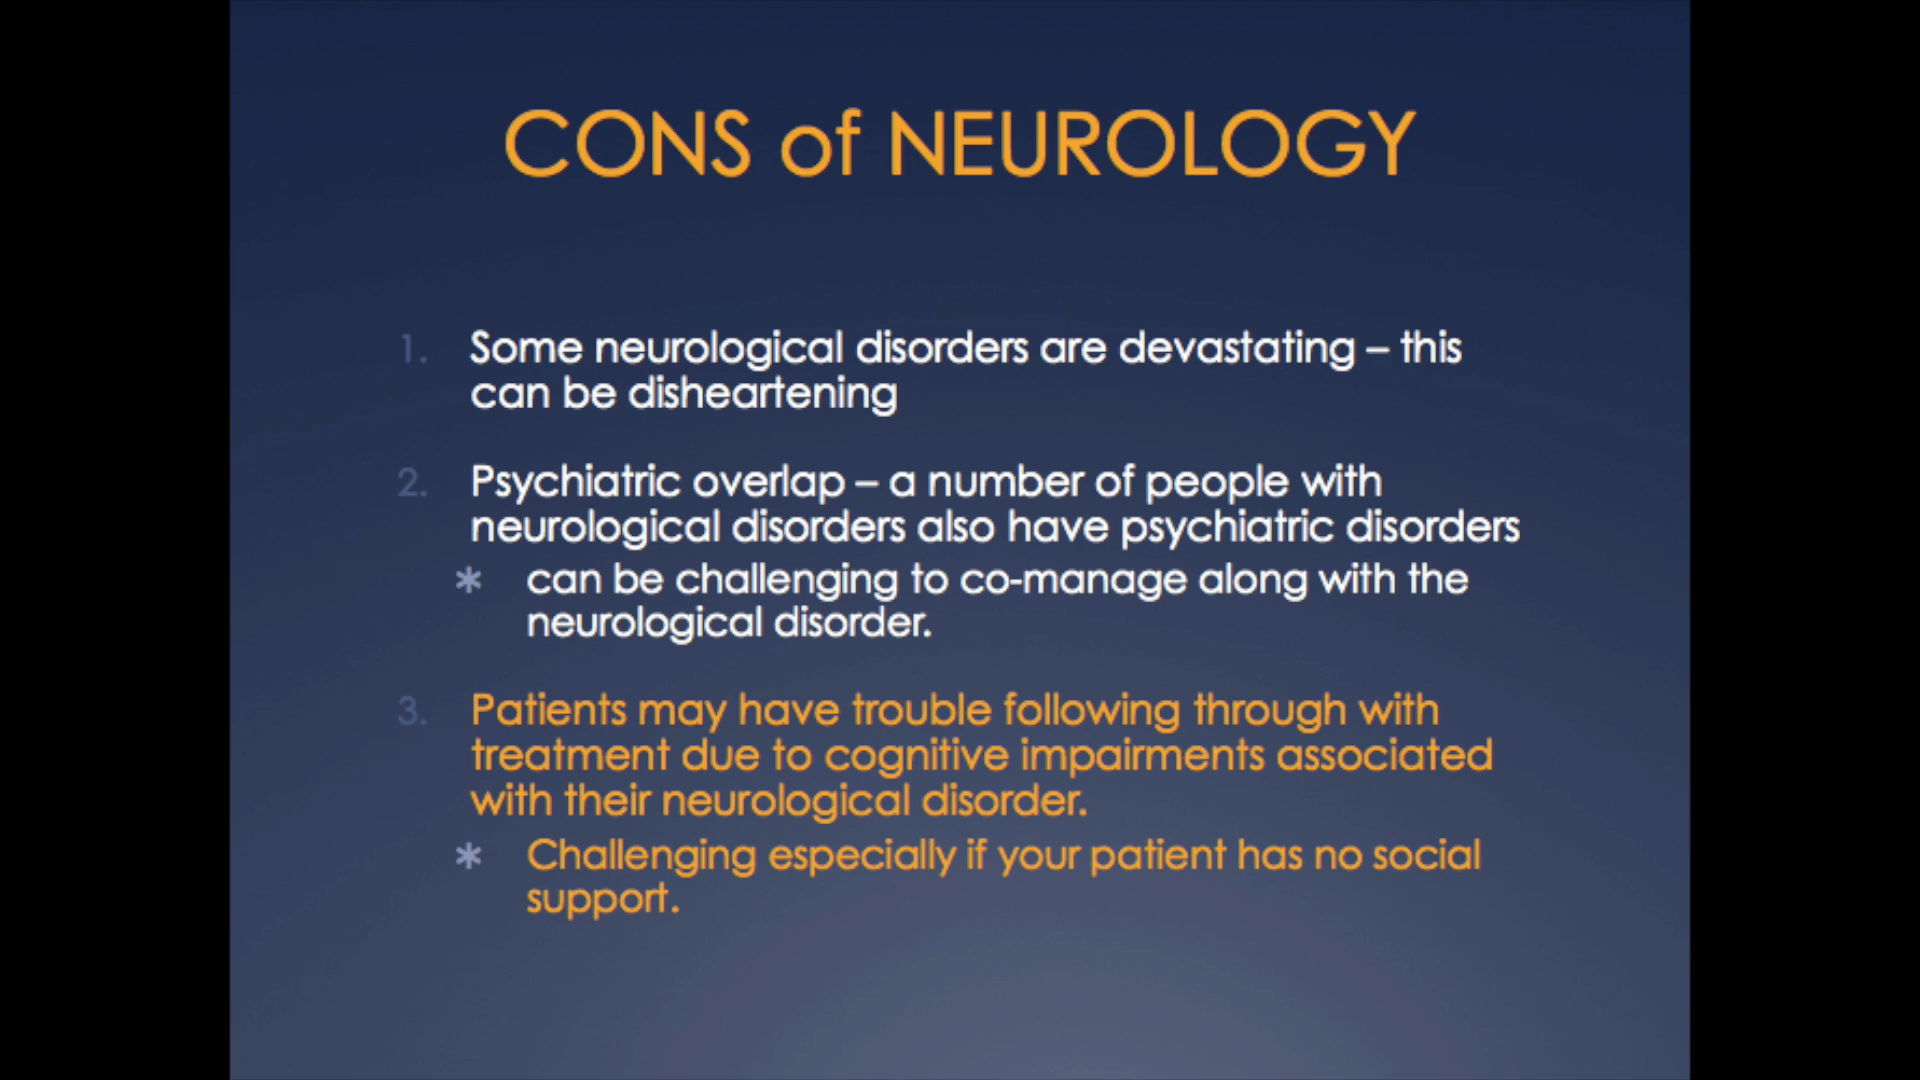 CONS of NEUROLOGY
1. Some neurological disorders are devastating – this
can be disheartening
2. Psychiatric overlap – a number of people with
neurological disorders also have psychiatric disorders
* can be challenging to co-manage along with the
neurological disorder.
3. Patients may have trouble following through with
treatment due to cognitive impairments associated
with their neurological disorder.
* Challenging especially if your patient has no social
support.